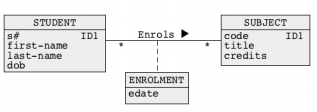 STUDENT
s# ID1
first-name
last-name
dob
Enrols ▶
* *
SUBJECT
code ID1
title
credits
ENROLMENT
edate